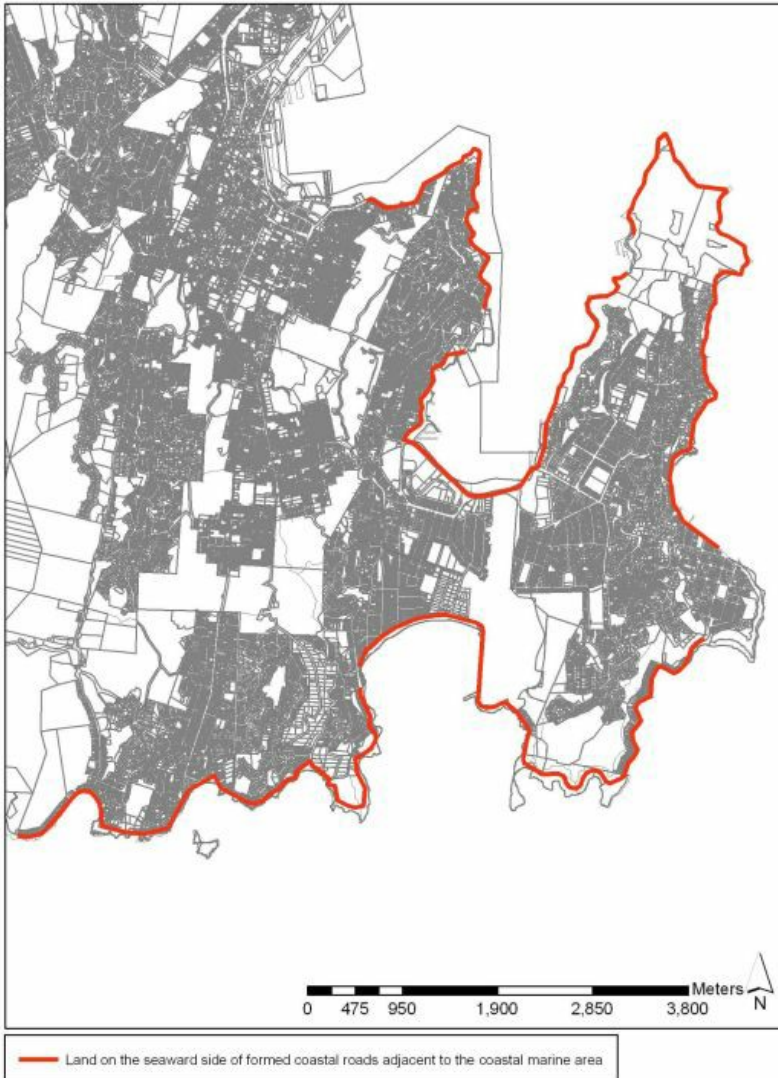 Meters
0 475 950 1,900 2,850 3,800
N
Land on the seaward side of formed coastal roads adjacent to the coastal marine area